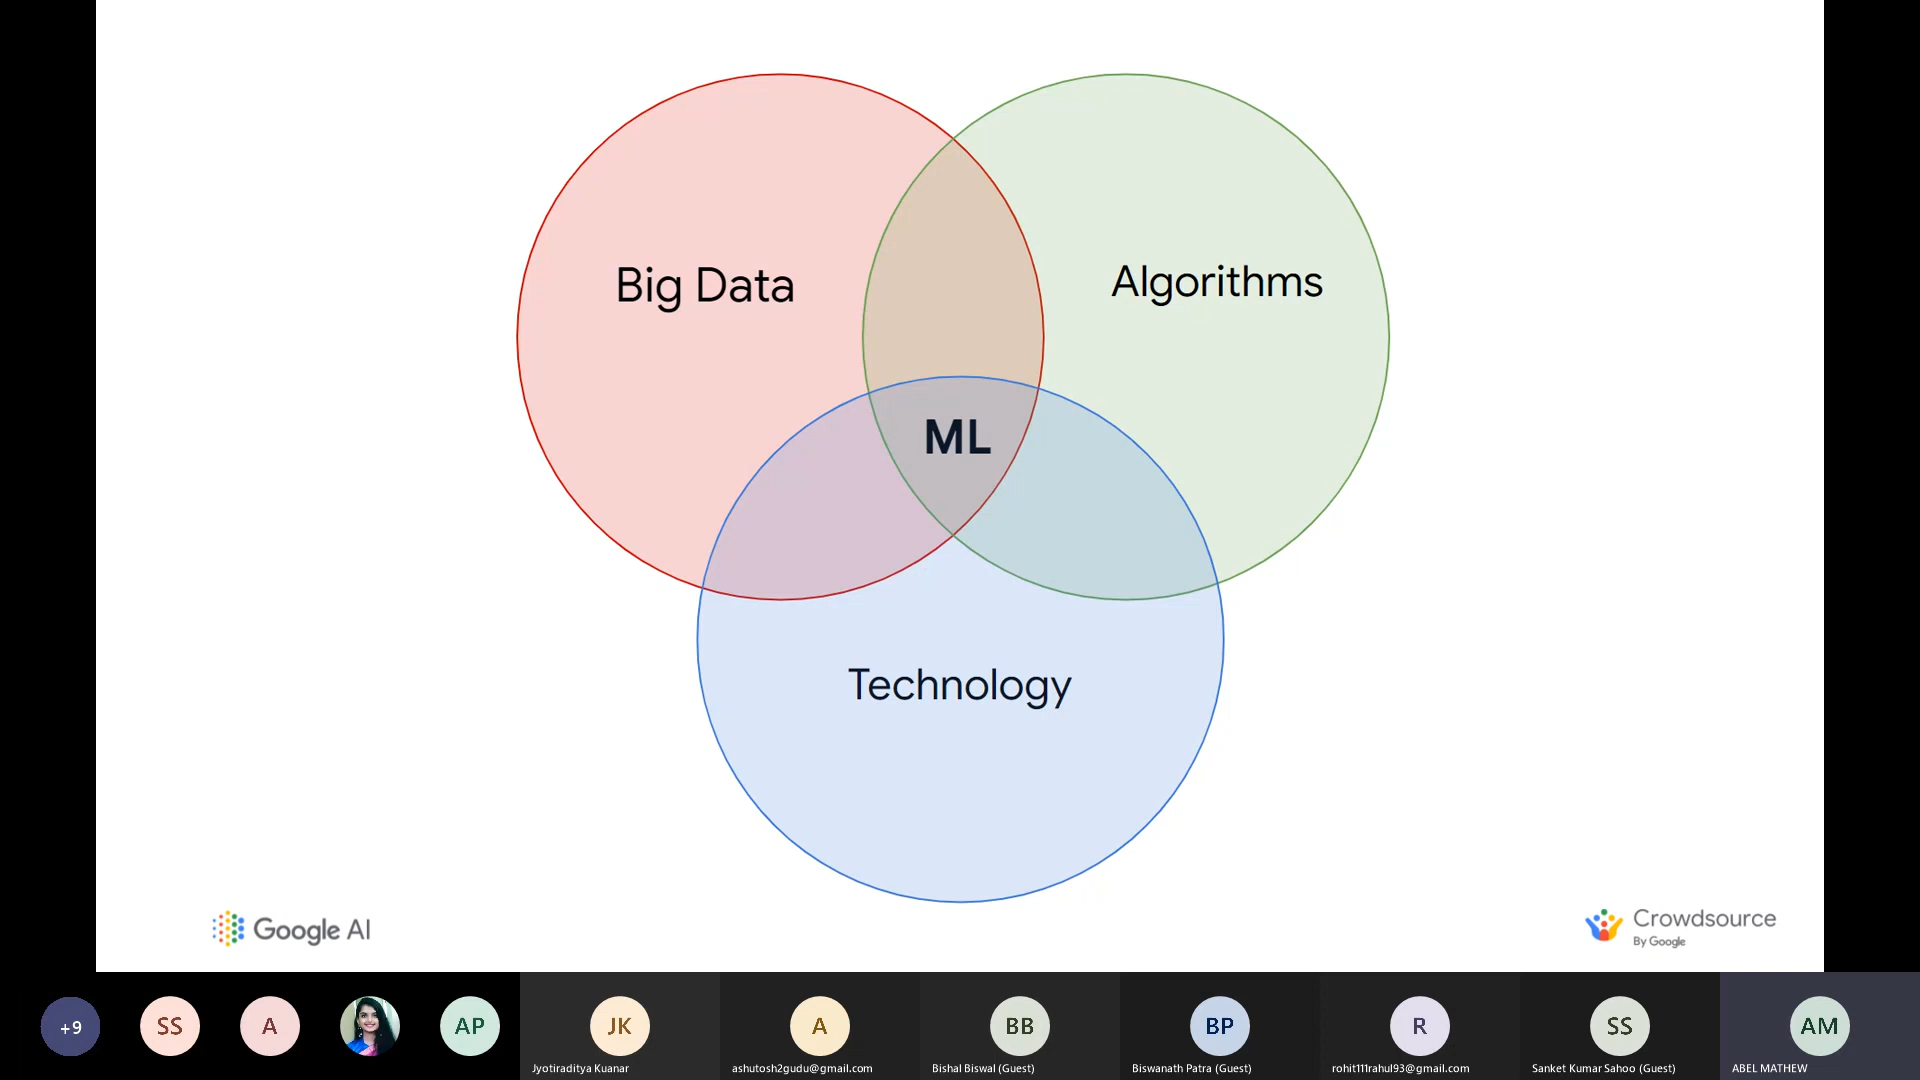 Big Data
Algorithms
ML
Technology
Google AI
Crowdsource
By Google
+9
SS
A
AP
JK
A
BB
BP
R
SS
AM
Jyotiraditya Kuanar
ashutosh2gudu@gmail.com
Bishal Biswal (Guest)
Biswanath Patra (Guest)
rohit111rahul93@gmail.com
Sanket Kumar Sahoo (Guest)
ABEL MATHEW